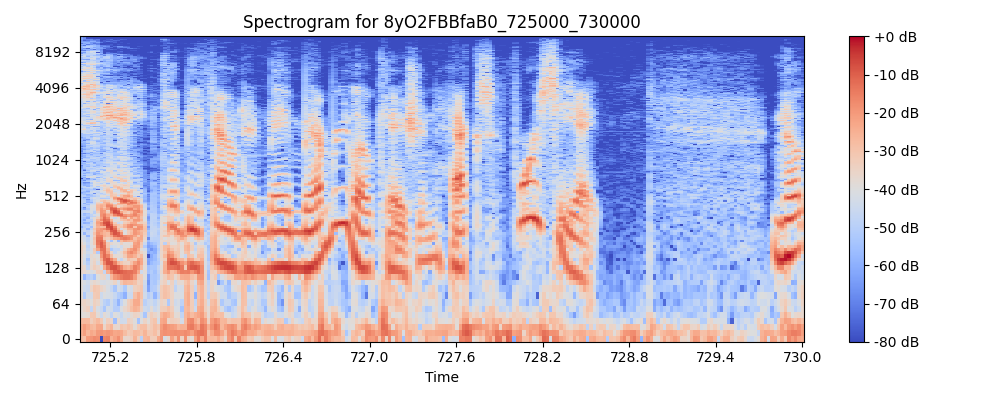 Spectrogram for 8yO2FBBfaB0_725000_730000
Hz
8192
4096
2048
1024
512
256
128
64
0
725.2 725.8 726.4 727.0 727.6 728.2 728.8 729.4 730.0
Time
+0 dB
-10 dB
-20 dB
-30 dB
-40 dB
-50 dB
-60 dB
-70 dB
-80 dB